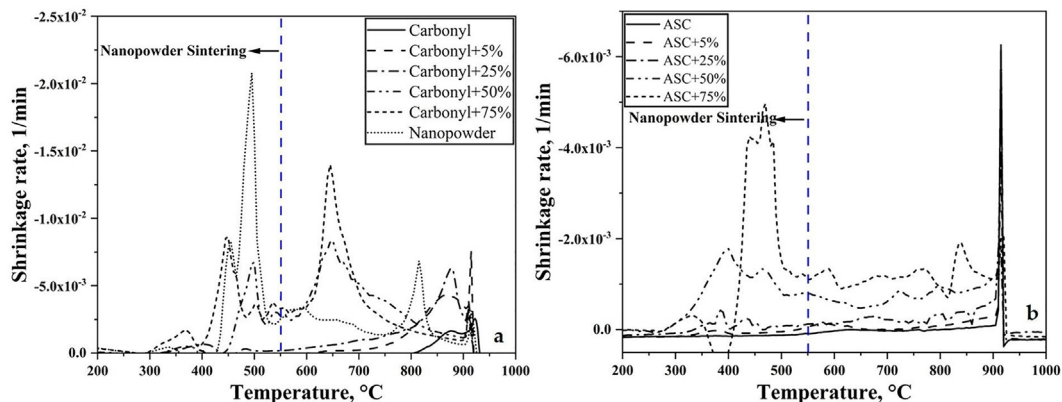 -2.5x10⁻²
-2.0x10⁻²
-1.5x10⁻²
-1.0x10⁻²
-5.0x10⁻³
0.0
Shrinkage rate, 1/min
Nanopowder Sintering
Carbonyl
Carbonyl+5%
Carbonyl+25%
Carbonyl+50%
Carbonyl+75%
Nanopowder
a
200 300 400 500 600 700 800 900 1000
Temperature, °C
-6.0x10⁻³
-4.0x10⁻³
-2.0x10⁻³
0.0
Shrinkage rate, 1/min
ASC
ASC+5%
ASC+25%
ASC+50%
ASC+75%
Nanopowder Sintering
b
200 300 400 500 600 700 800 900 1000
Temperature, °C